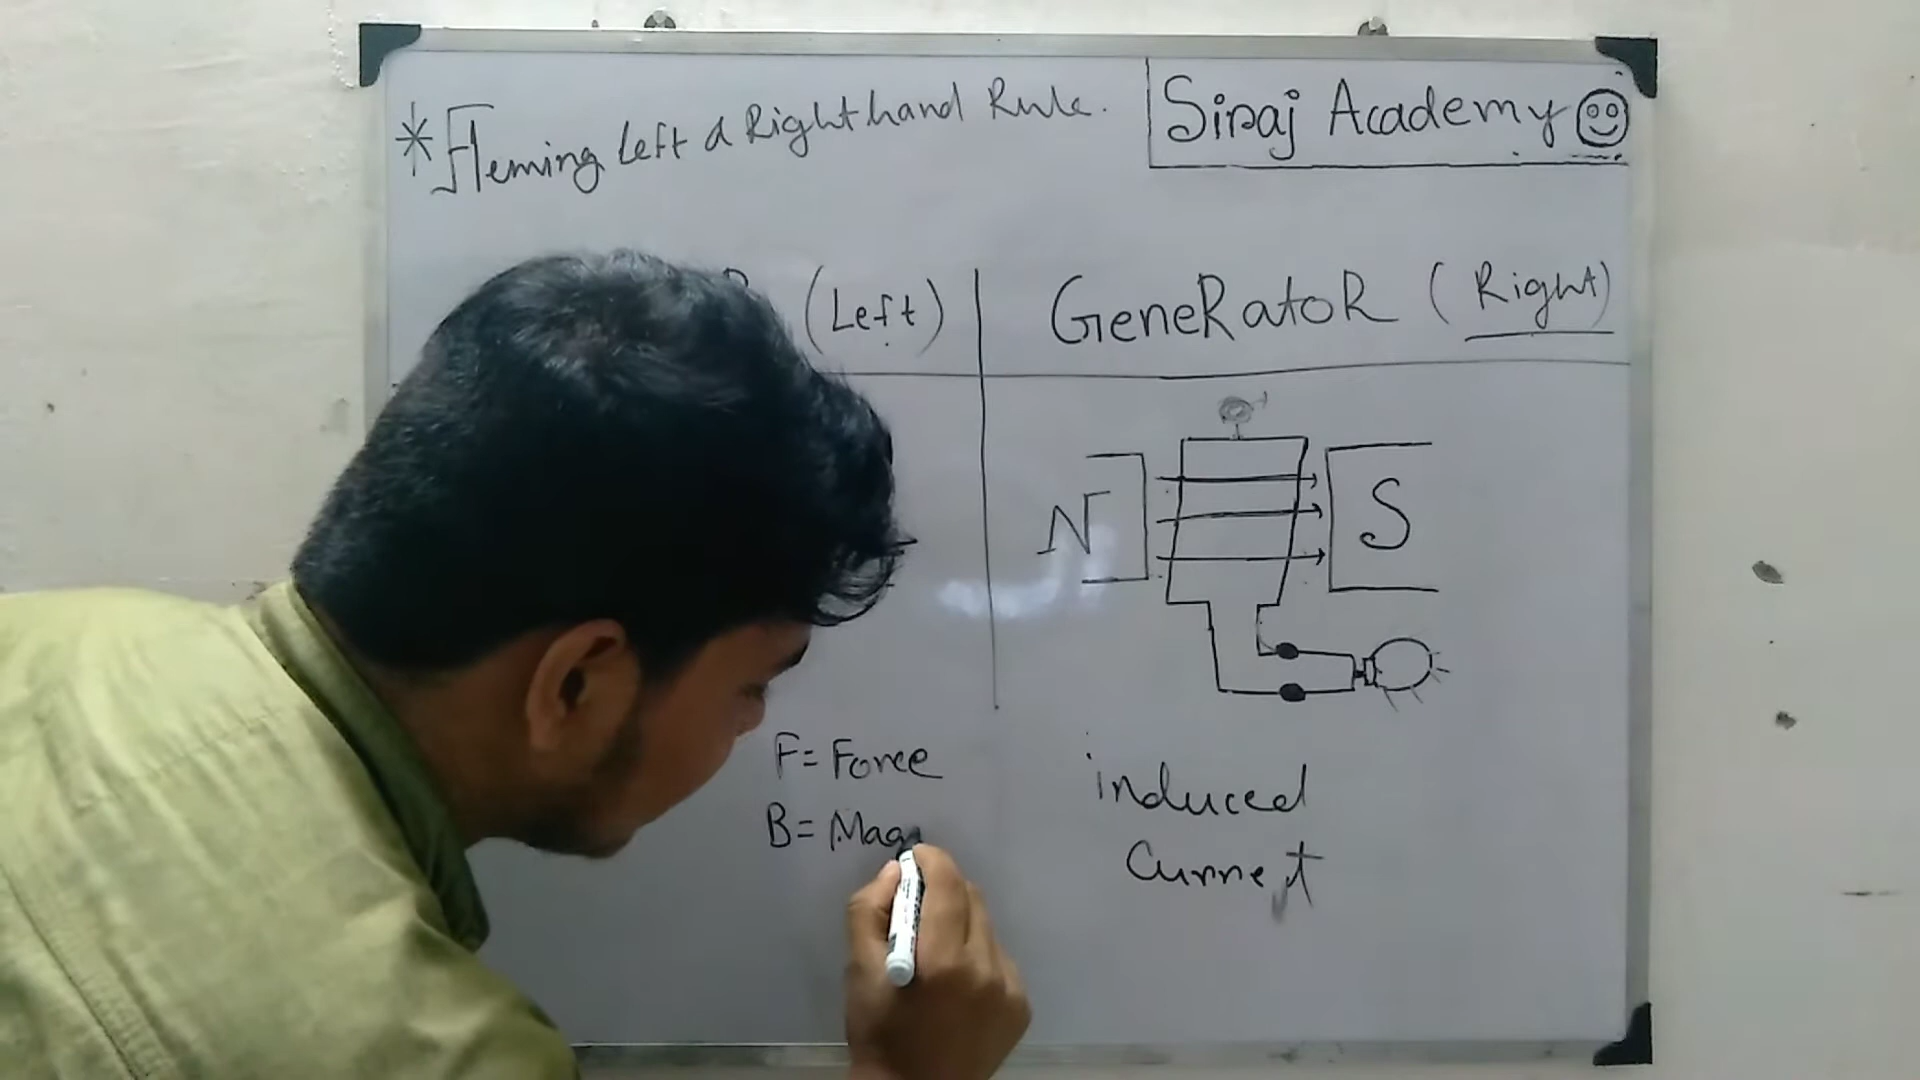 *Fleming Left & Right hand Rule.
Siraj Academy
(Left)
GeneRatoR (Right)
N
S
F= Force
B= Mag
induced
Current